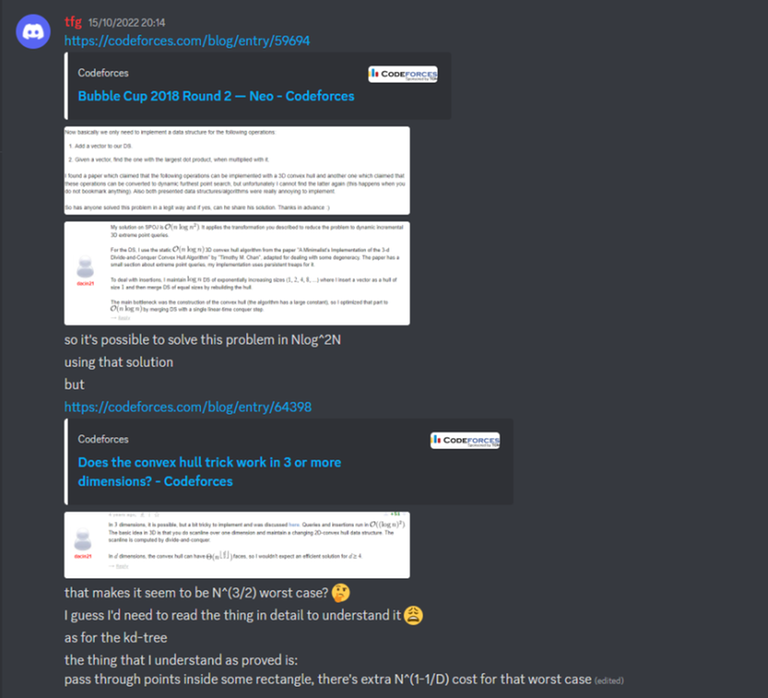 tfg 15/10/2022 20:14
https://codeforces.com/blog/entry/59694
Codeforces
CODEFORCES
Bubble Cup 2018 Round 2 — Neo - Codeforces
Now basically we only need to implement a data structure for the following operations
1. Add a vector to our DS.
2. Given a vector, find the one with the largest dot product, when multiplied with it.
I found a paper which claimed that the following operations can be implemented with a 3D convex hull and another one which claimed that
these operations can be converted to dynamic furthest point search, but unfortunately I cannot find the latter again (this happens when you
do not bookmark anything). Also both presented data structures/algorithms were really annoying to implement.
So has anyone solved this problem in a legit way and if yes, can he share his solution. Thanks in advance :)
My solution on SPOJ is O(n log n²). It applies the transformation you described to reduce the problem to dynamic incremental
3D extreme point queries.
For the DS, I use the static O(n log n) 3D convex hull algorithm from the paper "A Minimalist's Implementation of the 3-d
Divide-and-Conquer Convex Hull Algorithm" by "Timothy M. Chan", adapted for dealing with some degeneracy. The paper has a
small section about extreme point queries, my implementation uses persistent treaps for it.
dacin21
To deal with insertions, I maintain log n DS of exponentially increasing sizes (1, 2, 4, 8, ...) where I insert a vector as a hull of
size 1 and then merge DS of equal sizes by rebuilding the hull.
The main bottleneck was the construction of the convex hull (the algorithm has a large constant), so I optimized that part to
O(n log n) by merging DS with a single linear-time conquer step.
→ Reply
so it's possible to solve this problem in Nlog^2N
using that solution
but
https://codeforces.com/blog/entry/64398
Codeforces
CODEFORCES
Does the convex hull trick work in 3 or more
dimensions? - Codeforces
In 3 dimensions, it is possible, but a bit tricky to implement and was discussed here. Queries and Insertions run in O((log n)²)
The basic idea in 3D is that you do scanline over one dimension and maintain a changing 2D-convex hull data structure. The
scanline is computed by divide and conquer.
dacin21
In d dimensions, the convex hull can have faces, so I wouldn't expect an efficient solution for d ≥ 4.
→ Reply
that makes it seem to be N^(3/2) worst case? 🤔
I guess I'd need to read the thing in detail to understand it 😩
as for the kd-tree
the thing that I understand as proved is:
pass through points inside some rectangle, there's extra N^(1-1/D) cost for that worst case (edited)